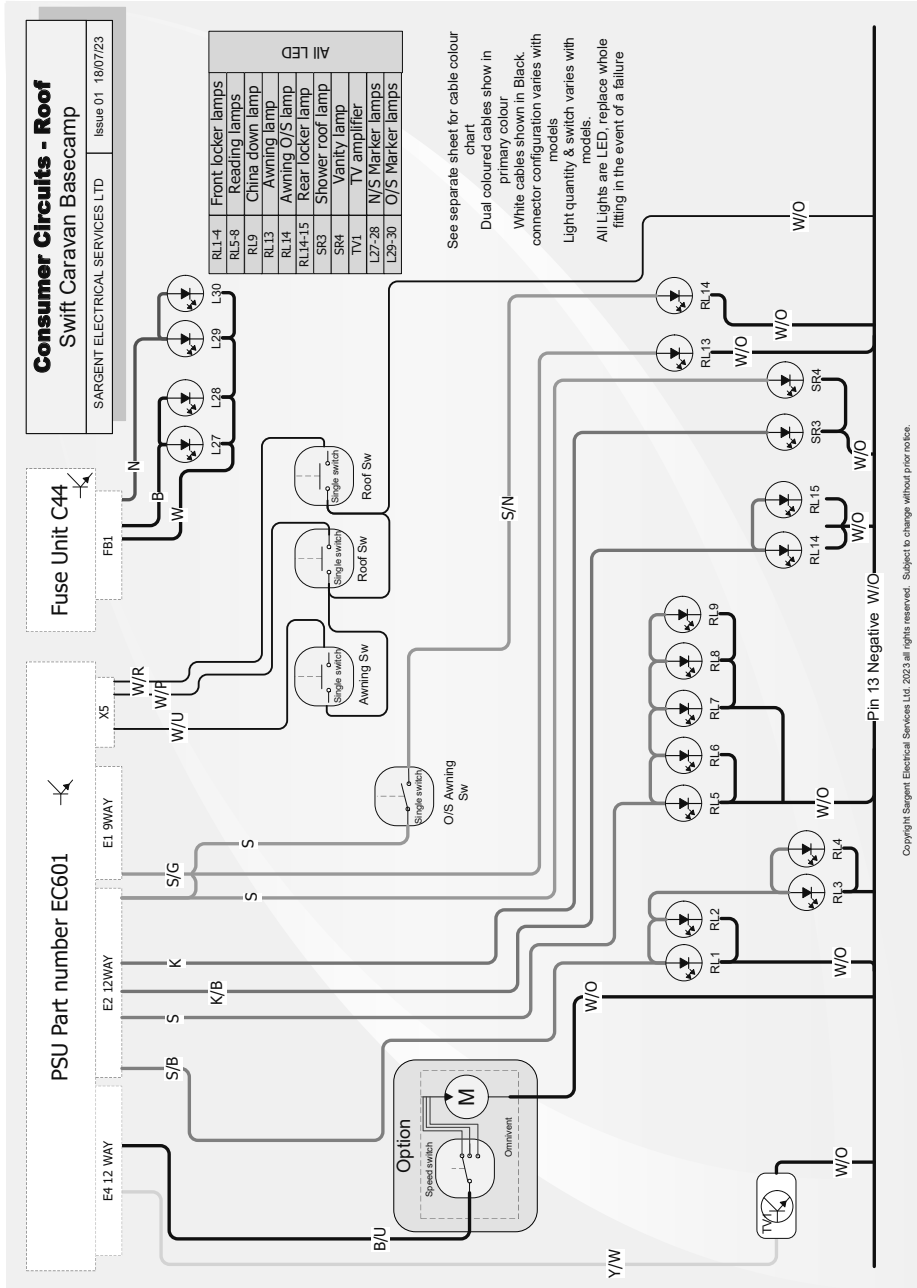 Consumer Circuits - Roof
Swift Caravan Basecamp
SARGENT ELECTRICAL SERVICES LTD
Issue 01 18/07/23
All LED
RL1-4 Front locker lamps
RL5-8 Reading lamps
RL9 China down lamp
RL13 Awning lamp
RL14 Awning O/S lamp
RL14-15 Rear locker lamp
SR3 Shower roof lamp
SR4 Vanity lamp
TV1 TV amplifier
L27-28 N/S Marker lamps
L29-30 O/S Marker lamps
See separate sheet for cable colour
chart
Dual coloured cables show in
primary colour
White cables shown in Black.
connector configuration varies with
models
Light quantity & switch varies with
models.
All Lights are LED, replace whole
fitting in the event of a failure
PSU Part number EC601
Fuse Unit C44
E4 12 WAY
E2 12WAY
E1 9WAY
X5
FB1
N
B
W
L27
L28
L29
L30
W/R
W/P
W/U
Single switch
Awning Sw
Single switch
Roof Sw
Single switch
Roof Sw
S/B
S
K/B
K
S
S/G
S
Single switch
O/S Awning
Sw
S/N
B/U
Y/W
Option
Speed switch
M
Omnivent
TV1
W/O
W/O
RL1
RL2
W/O
RL3
RL4
RL5
RL6
RL7
RL8
RL9
W/O
RL14
RL15
W/O
SR3
SR4
W/O
RL13
W/O
RL14
W/O
W/O
Pin 13 Negative W/O
Copyright Sargent Electrical Services Ltd. 2023 all rights reserved. Subject to change without prior notice.